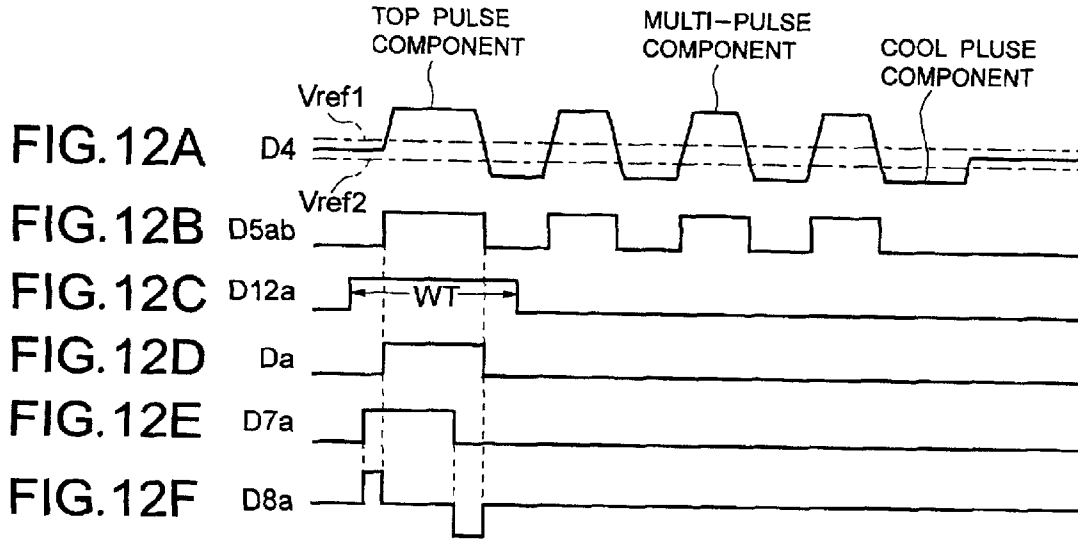 TOP PULSE
COMPONENT
MULTI-PULSE
COMPONENT
COOL PLUSE
COMPONENT
Vref1
FIG.12A D4
Vref2
FIG.12B D5ab
FIG.12C D12a WT
FIG.12D Da
FIG.12E D7a
FIG.12F D8a